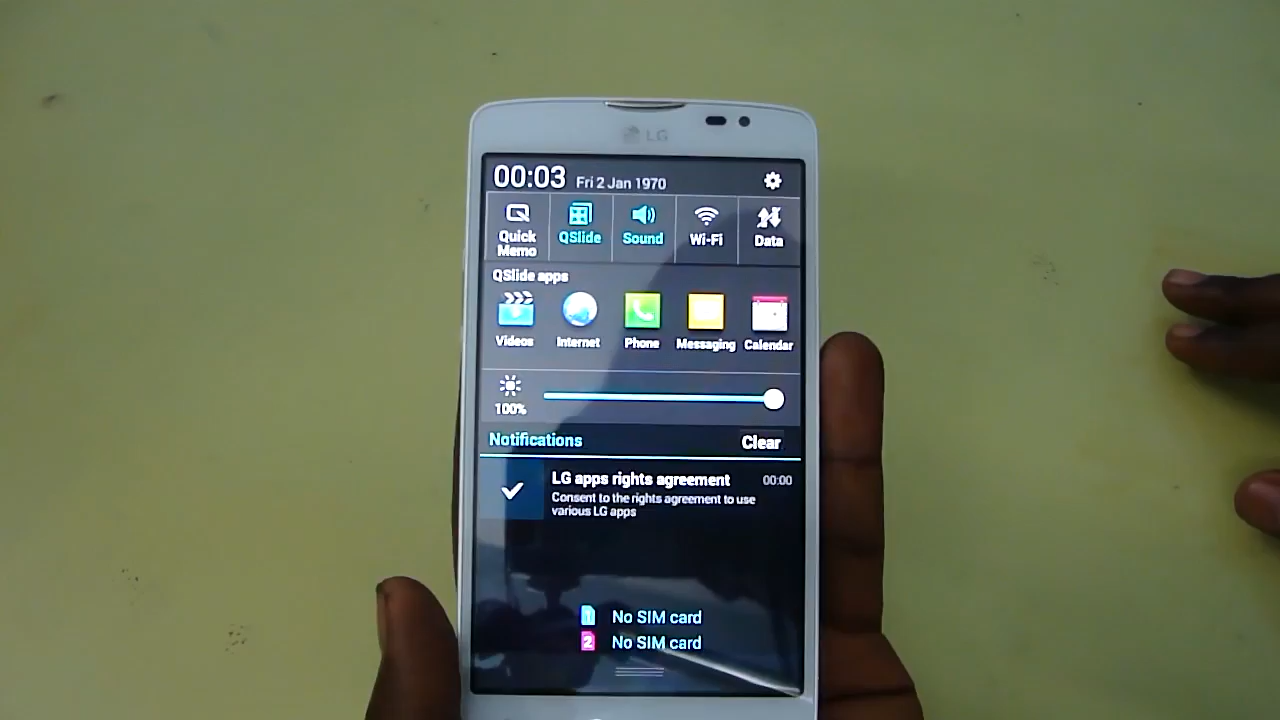 LG
00:03 Fri 2 Jan 1970
Quick
Memo
QSlide
Sound
Wi-Fi
Data
QSlide apps
Videos
Internet
Phone
Messaging
Calendar
100%
Notifications
Clear
LG apps rights agreement 00:00
Consent to the rights agreement to use
various LG apps
1 No SIM card
2 No SIM card